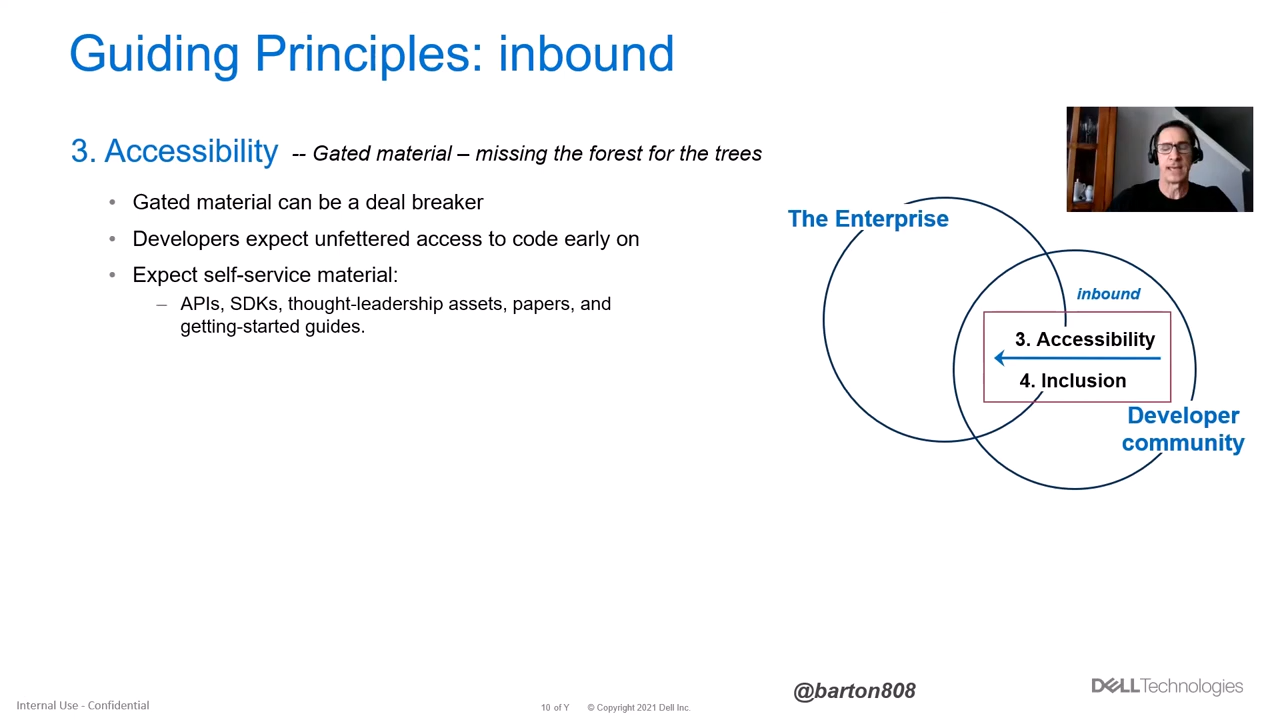 Guiding Principles: inbound
3. Accessibility -- Gated material – missing the forest for the trees
• Gated material can be a deal breaker
• Developers expect unfettered access to code early on
• Expect self-service material:
– APIs, SDKs, thought-leadership assets, papers, and
getting-started guides.
The Enterprise
inbound
3. Accessibility
4. Inclusion
Developer
community
@barton808
DELLTechnologies
Internal Use - Confidential
10 of Y © Copyright 2021 Dell Inc.